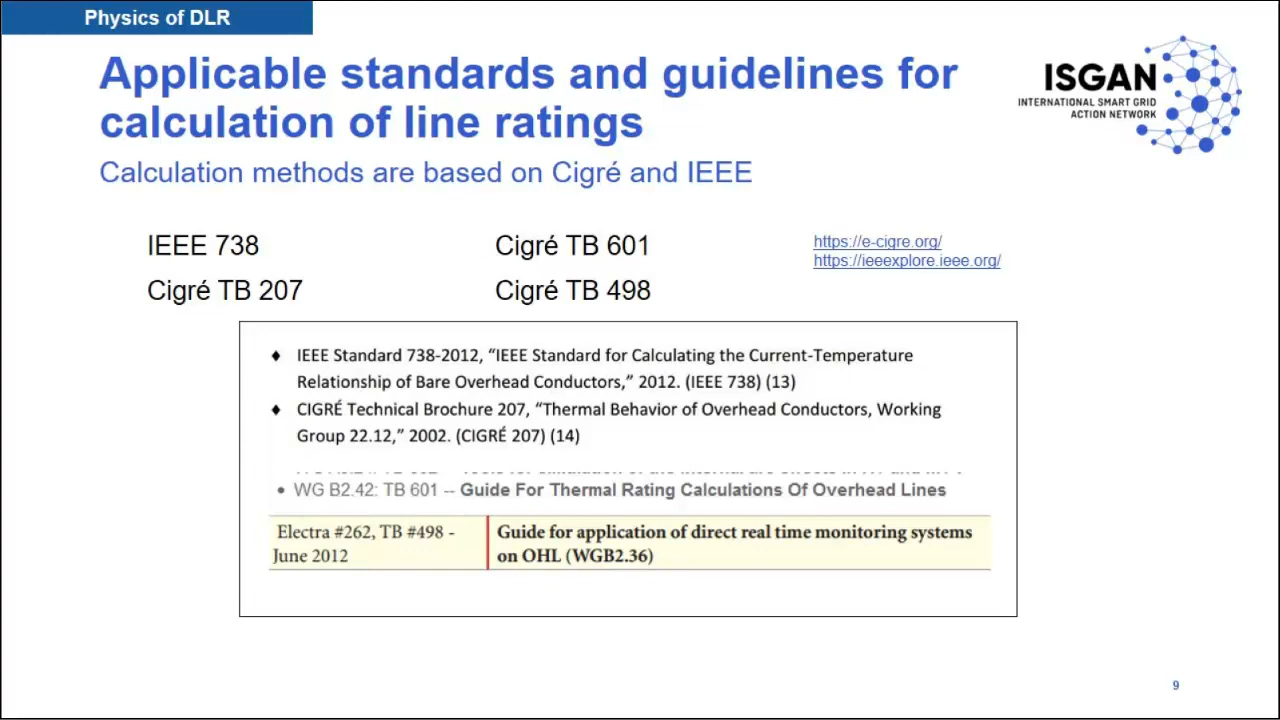 Physics of DLR
Applicable standards and guidelines for
calculation of line ratings
Calculation methods are based on Cigré and IEEE
ISGAN
INTERNATIONAL SMART GRID
ACTION NETWORK
IEEE 738
Cigré TB 601
https://e-cigre.org/
https://ieeexplore.ieee.org/
Cigré TB 207
Cigré TB 498
♦ IEEE Standard 738-2012, “IEEE Standard for Calculating the Current-Temperature
Relationship of Bare Overhead Conductors,” 2012. (IEEE 738) (13)
♦ CIGRÉ Technical Brochure 207, “Thermal Behavior of Overhead Conductors, Working
Group 22.12,” 2002. (CIGRÉ 207) (14)
• WG B2.42: TB 601 -- Guide For Thermal Rating Calculations Of Overhead Lines
Electra #262, TB #498 -
June 2012
Guide for application of direct real time monitoring systems
on OHL (WGB2.36)
9